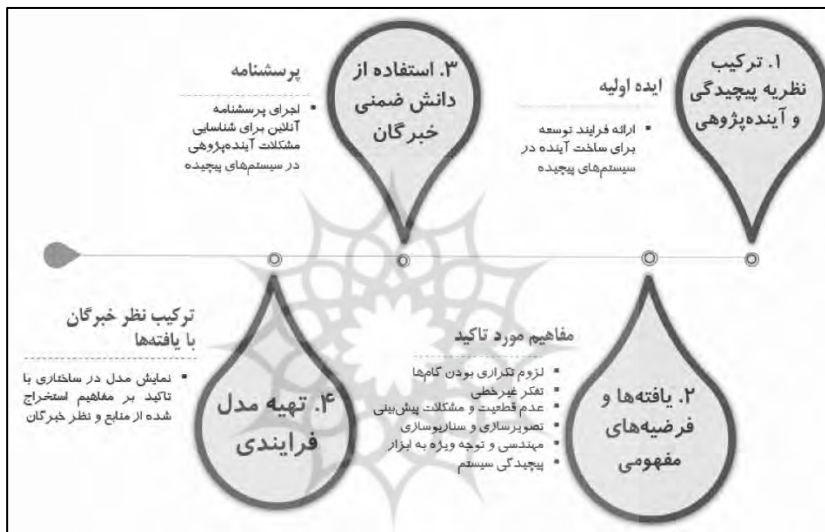 ۱. ترکیب
نظریه پیچیدگی
و آینده‌پژوهی
ایده اولیه
▪ ارائه فرایند توسعه
برای ساخت آینده در
سیستم‌های پیچیده
۲. یافته‌ها و
فرضیه‌های
مفهومی
مفاهیم مورد تاکید
▪ لزوم تکراری بودن گام‌ها
▪ تفکر غیرخطی
▪ عدم قطعیت و مشکلات پیش‌بینی
▪ تصویرسازی و سناریوسازی
▪ مهندسی و توجه ویژه به ابزار
▪ پیچیدگی سیستم
۳. استفاده از
دانش ضمنی
خبرگان
پرسشنامه
▪ اجرای پرسشنامه
آنلاین برای شناسایی
مشکلات آینده‌پژوهی
در سیستم‌های پیچیده
۴. تهیه مدل
فرایندی
ترکیب نظر خبرگان
با یافته‌ها
▪ نمایش مدل در ساختاری با
تاکید بر مفاهیم استخراج
شده از منابع و نظر خبرگان